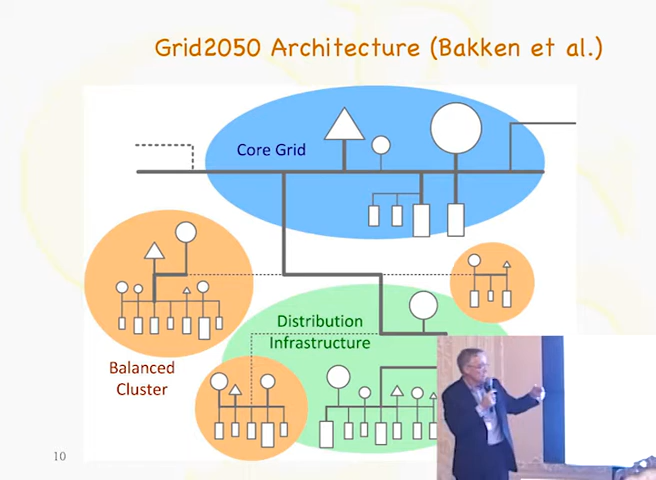 Grid2050 Architecture (Bakken et al.)
Core Grid
Distribution
Infrastructure
Balanced
Cluster
10